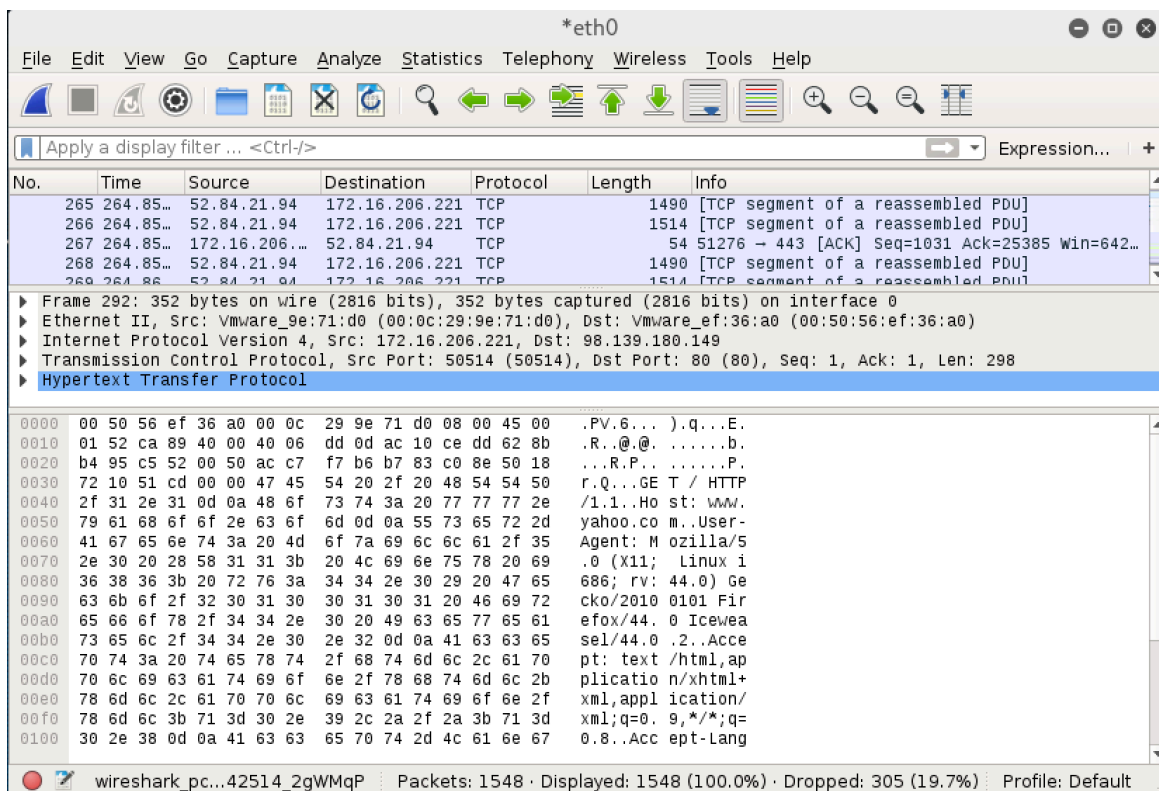 *eth0
File Edit View Go Capture Analyze Statistics Telephony Wireless Tools Help
Apply a display filter ... <Ctrl-/> Expression... +
No. Time Source Destination Protocol Length Info
265 264.85… 52.84.21.94 172.16.206.221 TCP 1490 [TCP segment of a reassembled PDU]
266 264.85… 52.84.21.94 172.16.206.221 TCP 1514 [TCP segment of a reassembled PDU]
267 264.85… 172.16.206.… 52.84.21.94 TCP 54 51276 → 443 [ACK] Seq=1031 Ack=25385 Win=642…
268 264.85… 52.84.21.94 172.16.206.221 TCP 1490 [TCP segment of a reassembled PDU]
269 264.86… 52.84.21.94 172.16.206.221 TCP 1514 [TCP segment of a reassembled PDU]
Frame 292: 352 bytes on wire (2816 bits), 352 bytes captured (2816 bits) on interface 0
Ethernet II, Src: Vmware_9e:71:d0 (00:0c:29:9e:71:d0), Dst: Vmware_ef:36:a0 (00:50:56:ef:36:a0)
Internet Protocol Version 4, Src: 172.16.206.221, Dst: 98.139.180.149
Transmission Control Protocol, Src Port: 50514 (50514), Dst Port: 80 (80), Seq: 1, Ack: 1, Len: 298
Hypertext Transfer Protocol
0000 00 50 56 ef 36 a0 00 0c 29 9e 71 d0 08 00 45 00 .PV.6... ).q...E.
0010 01 52 ca 89 40 00 40 06 dd 0d ac 10 ce dd 62 8b .R..@.@. ......b.
0020 b4 95 c5 52 00 50 ac c7 f7 b6 b7 83 c0 8e 50 18 ...R.P.. ......P.
0030 72 10 51 cd 00 00 47 45 54 20 2f 20 48 54 54 50 r.Q...GE T / HTTP
0040 2f 31 2e 31 0d 0a 48 6f 73 74 3a 20 77 77 77 2e /1.1..Ho st: www.
0050 79 61 68 6f 6f 2e 63 6f 6d 0d 0a 55 73 65 72 2d yahoo.co m..User-
0060 41 67 65 6e 74 3a 20 4d 6f 7a 69 6c 6c 61 2f 35 Agent: M ozilla/5
0070 2e 30 20 28 58 31 31 3b 20 4c 69 6e 75 78 20 69 .0 (X11; Linux i
0080 36 38 36 3b 20 72 76 3a 34 34 2e 30 29 20 47 65 686; rv: 44.0) Ge
0090 63 6b 6f 2f 32 30 31 30 30 31 30 31 20 46 69 72 cko/2010 0101 Fir
00a0 65 66 6f 78 2f 34 34 2e 30 20 49 63 65 77 65 61 efox/44. 0 Icewea
00b0 73 65 6c 2f 34 34 2e 30 2e 32 0d 0a 41 63 63 65 sel/44.0 .2..Acce
00c0 70 74 3a 20 74 65 78 74 2f 68 74 6d 6c 2c 61 70 pt: text /html,ap
00d0 70 6c 69 63 61 74 69 6f 6e 2f 78 68 74 6d 6c 2b plicatio n/xhtml+
00e0 78 6d 6c 2c 61 70 70 6c 69 63 61 74 69 6f 6e 2f xml,appl ication/
00f0 78 6d 6c 3b 71 3d 30 2e 39 2c 2a 2f 2a 3b 71 3d xml;q=0. 9,*/*;q=
0100 30 2e 38 0d 0a 41 63 63 65 70 74 2d 4c 61 6e 67 0.8..Acc ept-Lang
wireshark_pc...42514_2gWMqP Packets: 1548 · Displayed: 1548 (100.0%) · Dropped: 305 (19.7%) Profile: Default